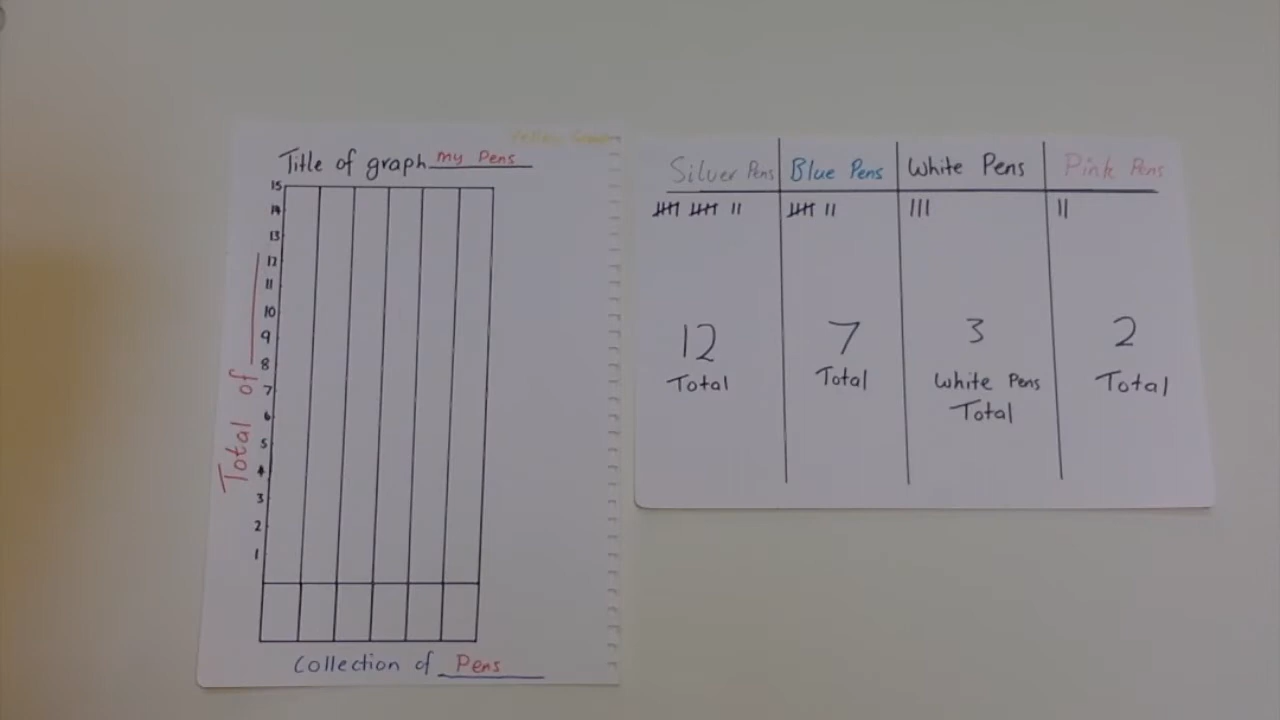 Title of graph my Pens
15
14
13
12
11
10
9
8
7
6
5
4
3
2
1
Total of
Collection of Pens
Silver Pens Blue Pens White Pens Pink Pens
12 7 3 2
Total Total White Pens Total
Total